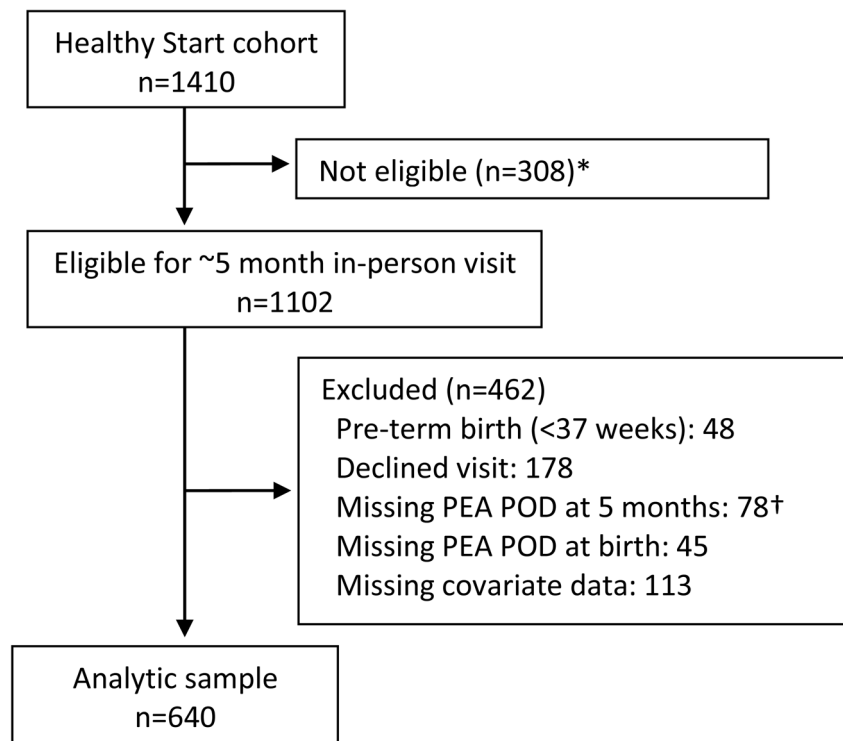 Healthy Start cohort
n=1410
Not eligible (n=308)*
Eligible for ~5 month in-person visit
n=1102
Excluded (n=462)
Pre-term birth (<37 weeks): 48
Declined visit: 178
Missing PEA POD at 5 months: 78†
Missing PEA POD at birth: 45
Missing covariate data: 113
Analytic sample
n=640